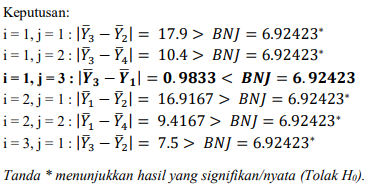 Keputusan:
i = 1, j = 1 : |Ȳ₃ − Ȳ₂| = 17.9 > BNJ = 6.92423*
i = 1, j = 2 : |Ȳ₃ − Ȳ₄| = 10.4 > BNJ = 6.92423*
i = 1, j = 3 : |Ȳ₃ − Ȳ₁| = 0.9833 < BNJ = 6.92423
i = 2, j = 1 : |Ȳ₁ − Ȳ₂| = 16.9167 > BNJ = 6.92423*
i = 2, j = 2 : |Ȳ₁ − Ȳ₄| = 9.4167 > BNJ = 6.92423*
i = 3, j = 1 : |Ȳ₃ − Ȳ₂| = 7.5 > BNJ = 6.92423*
Tanda * menunjukkan hasil yang signifikan/nyata (Tolak H₀).